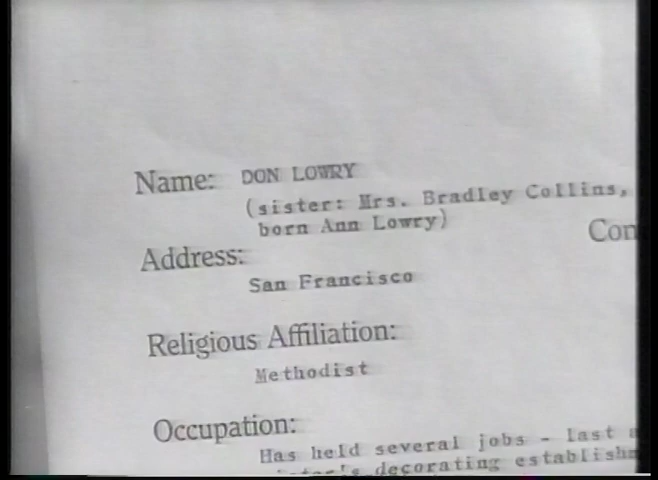 Name: DON LOWRY
(sister: Mrs. Bradley Collins,
born Ann Lowry)
Con
Address:
San Francisco
Religious Affiliation:
Methodist
Occupation:
Has held several jobs - last
decorating establishm